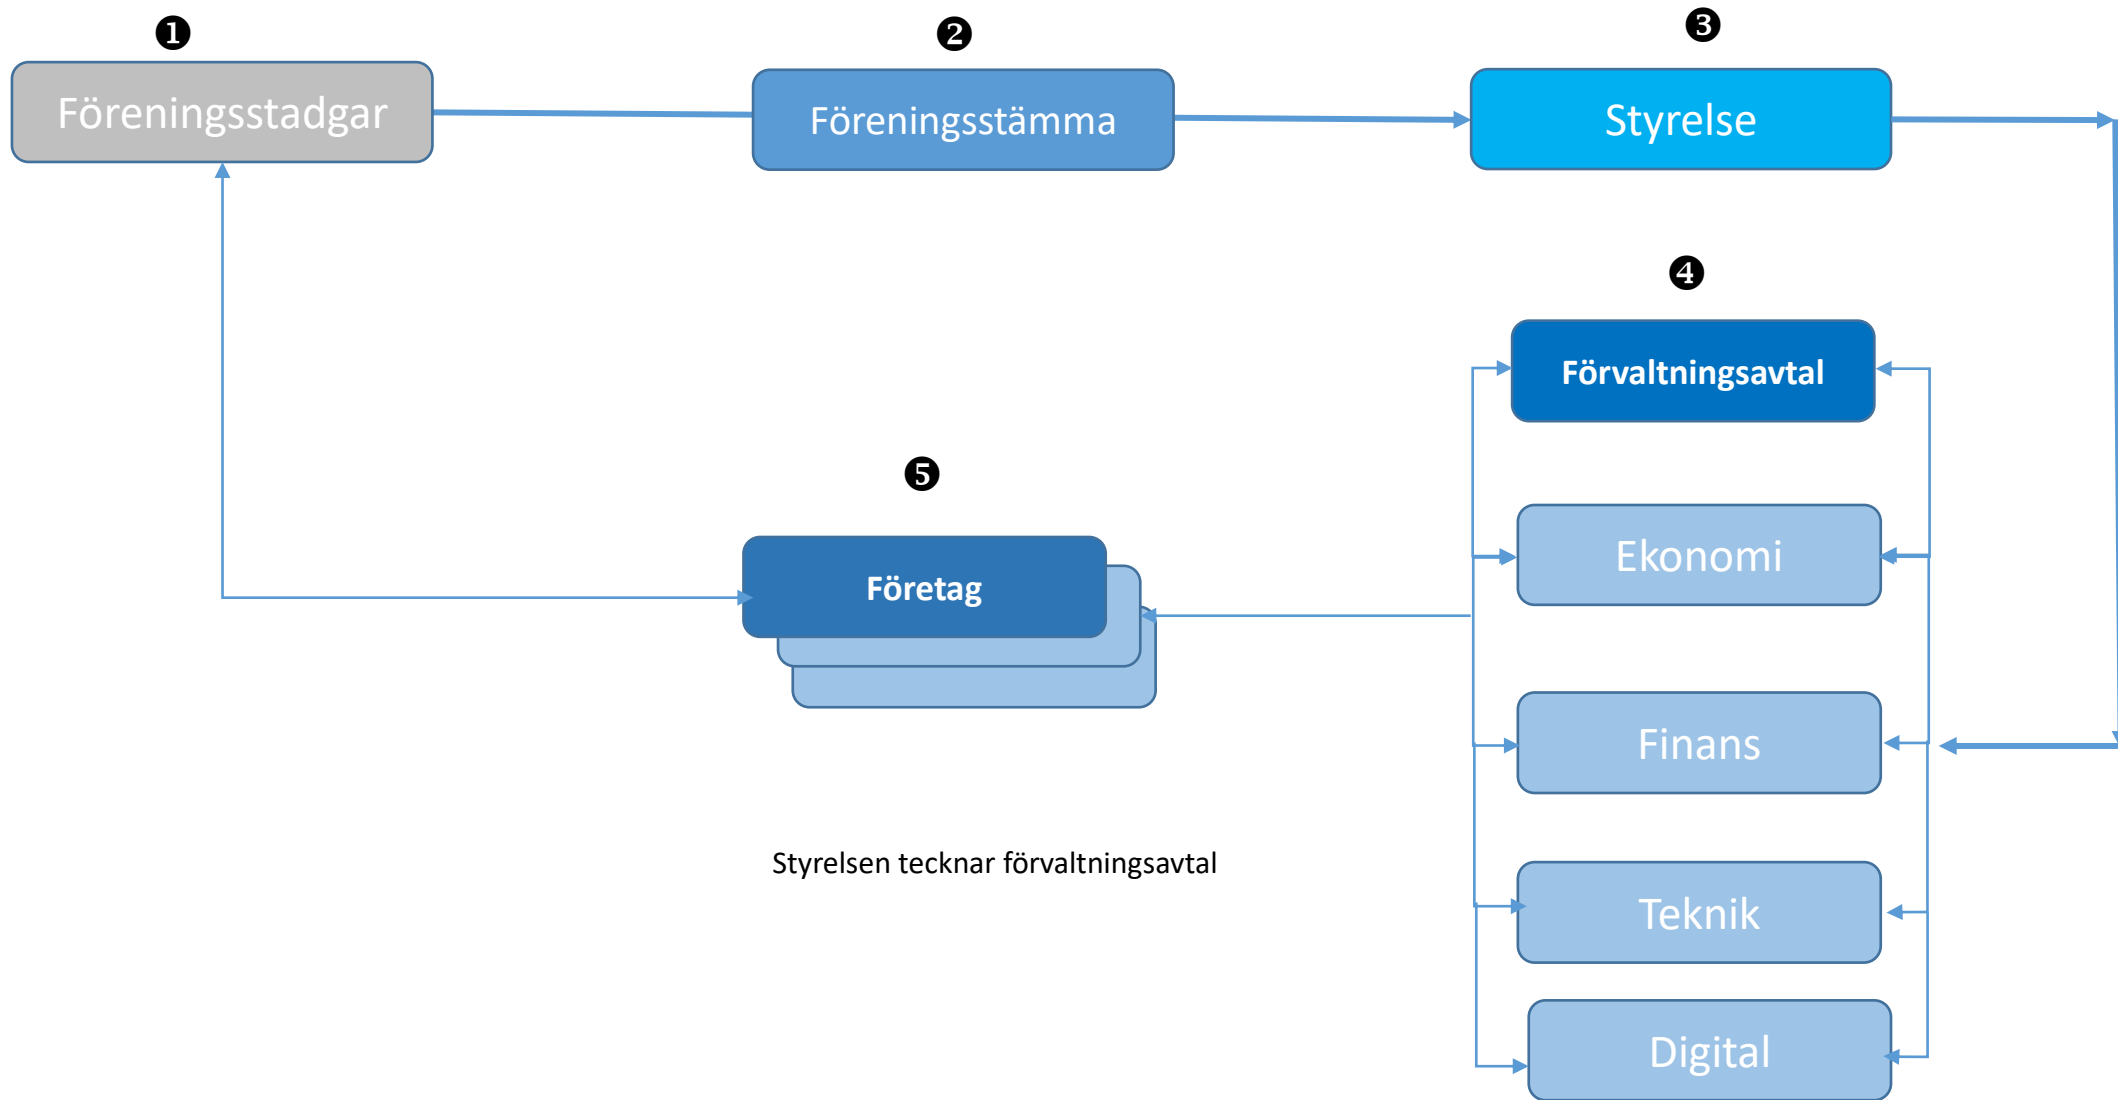 ❶
Föreningsstadgar
❷
Föreningsstämma
❸
Styrelse
❹
Förvaltningsavtal
Ekonomi
Finans
Teknik
Digital
❺
Företag
Styrelsen tecknar förvaltningsavtal